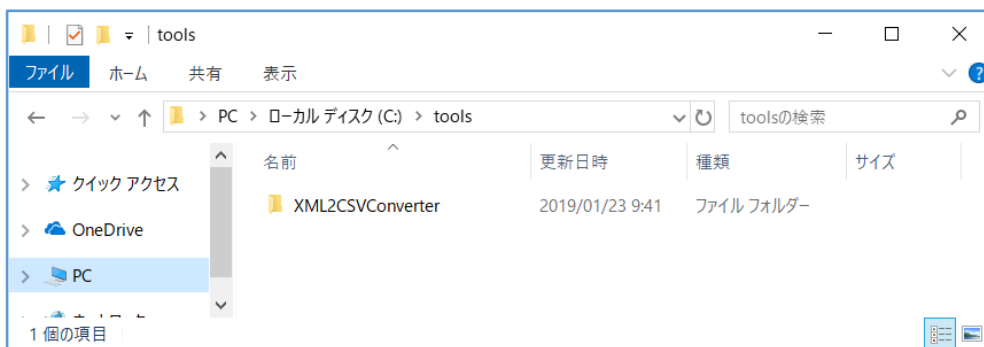 tools
ファイル ホーム 共有 表示
PC > ローカル ディスク (C:) > tools toolsの検索
名前 更新日時 種類 サイズ
クイック アクセス
XML2CSVConverter 2019/01/23 9:41 ファイル フォルダー
OneDrive
PC
1 個の項目